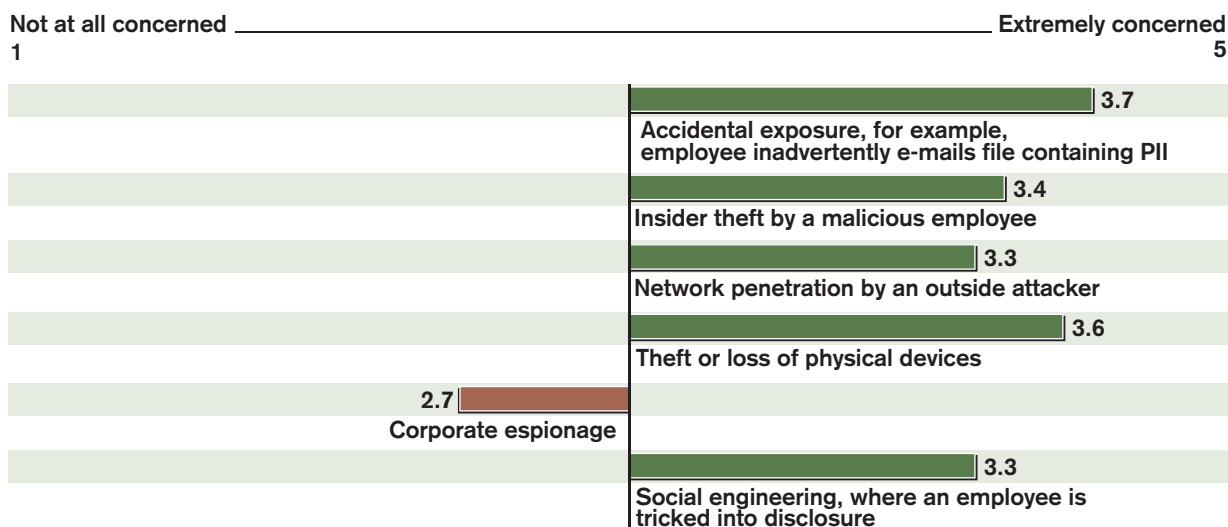 Not at all concerned Extremely concerned
1 5
3.7
Accidental exposure, for example,
employee inadvertently e-mails file containing PII
3.4
Insider theft by a malicious employee
3.3
Network penetration by an outside attacker
3.6
Theft or loss of physical devices
2.7
Corporate espionage
3.3
Social engineering, where an employee is
tricked into disclosure